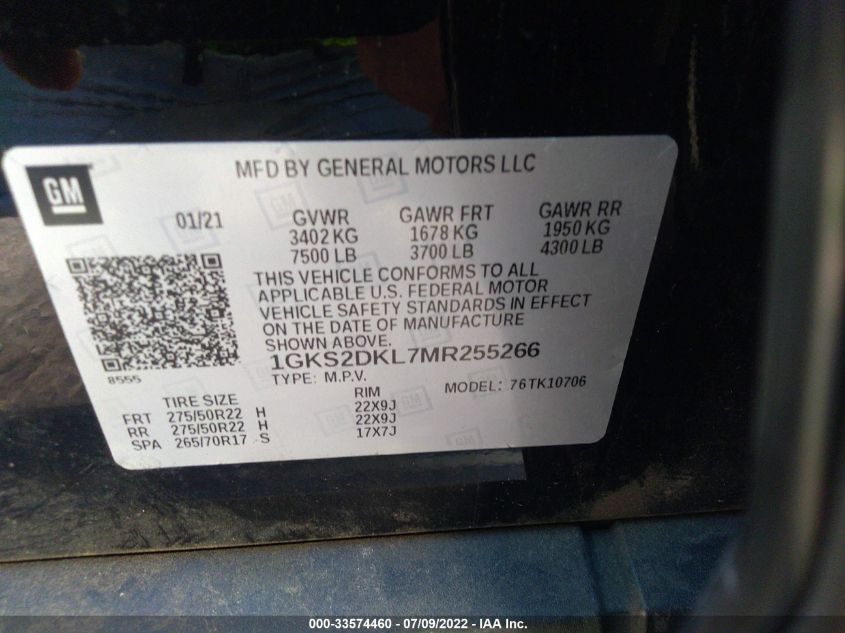 GM
MFD BY GENERAL MOTORS LLC
01/21
GVWR
3402 KG
7500 LB
GAWR FRT
1678 KG
3700 LB
GAWR RR
1950 KG
4300 LB
THIS VEHICLE CONFORMS TO ALL
APPLICABLE U.S. FEDERAL MOTOR
VEHICLE SAFETY STANDARDS IN EFFECT
ON THE DATE OF MANUFACTURE
SHOWN ABOVE.
8555
1GKS2DKL7MR255266
TYPE: M.P.V.
MODEL: 76TK10706
TIRE SIZE RIM
FRT 275/50R22 H 22X9J
RR 275/50R22 H 22X9J
SPA 265/70R17 S 17X7J
000-33574460 - 07/09/2022 - IAA Inc.